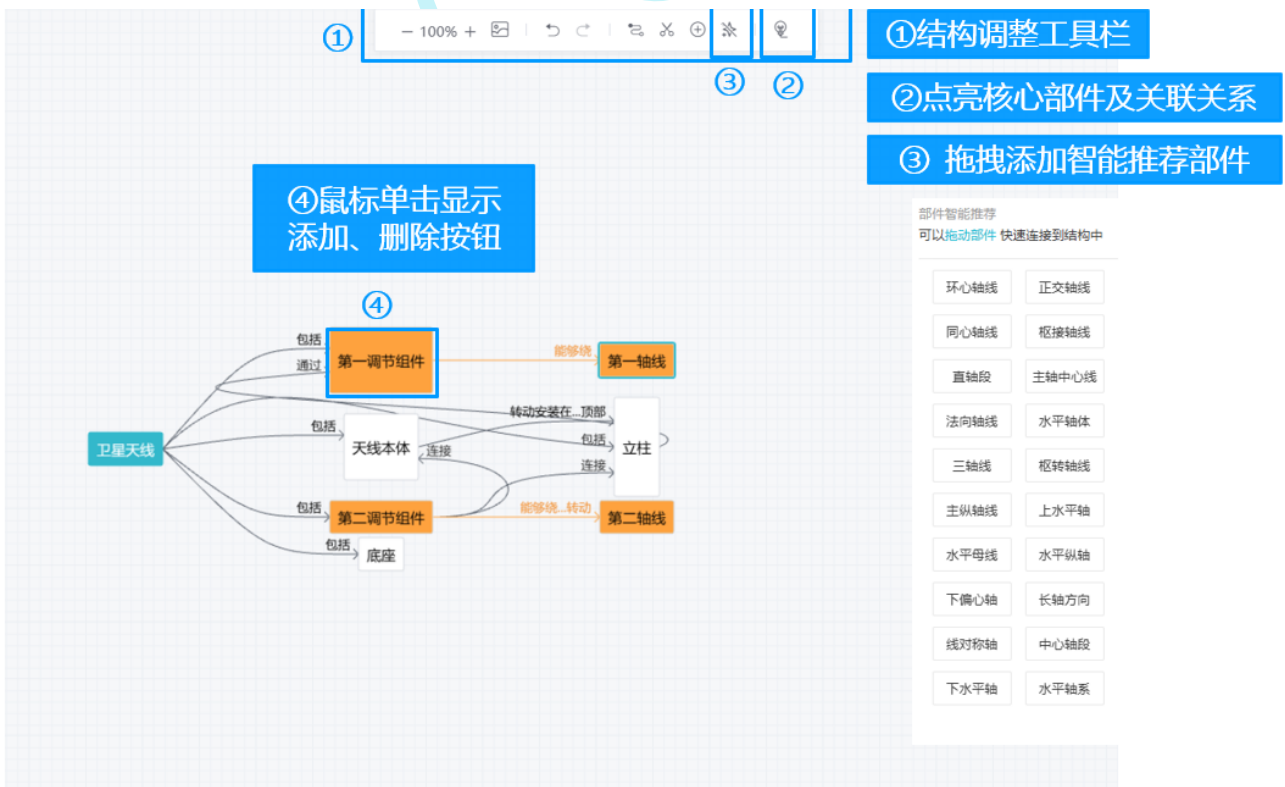 ①
− 100% +
③
②
①结构调整工具栏
②点亮核心部件及关联关系
③ 拖拽添加智能推荐部件
④鼠标单击显示
添加、删除按钮
④
部件智能推荐
可以拖动部件 快速连接到结构中
环心轴线 正交轴线
同心轴线 枢接轴线
直轴段 主轴中心线
法向轴线 水平轴体
三轴线 枢转轴线
主纵轴线 上水平轴
水平母线 水平纵轴
下偏心轴 长轴方向
线对称轴 中心轴段
下水平轴 水平轴系
包括
通过
第一调节组件
能够绕
第一轴线
转动安装在...顶部
包括
天线本体
连接
包括
连接
立柱
卫星天线
包括
第二调节组件
能够绕...转动
第二轴线
包括
底座